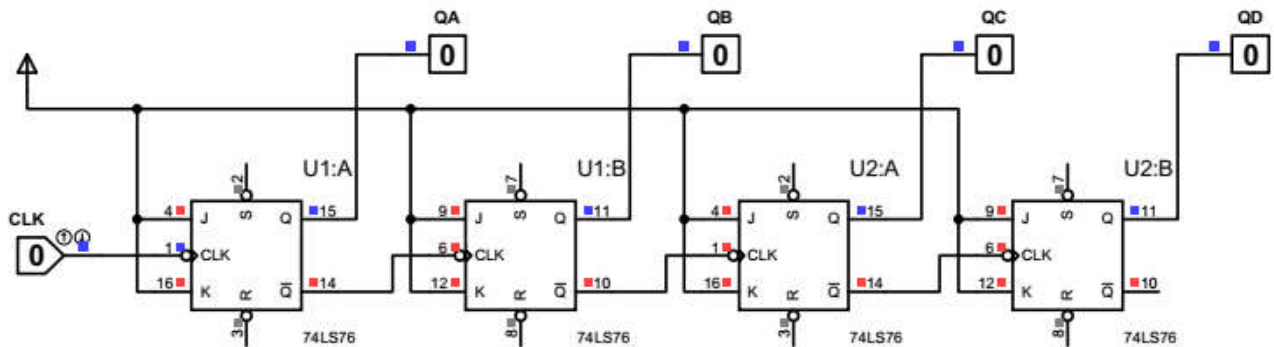 QA QB QC QD
0 0 0 0
U1:A U1:B U2:A U2:B
2 7 2 7
4 J S Q 15 9 J S Q 11 4 J S Q 15 9 J S Q 11
CLK
0 1 CLK 6 CLK 1 CLK 6 CLK
16 K R Q 14 12 K R Q 10 16 K R Q 14 12 K R Q 10
3 8 3 8
74LS76 74LS76 74LS76 74LS76